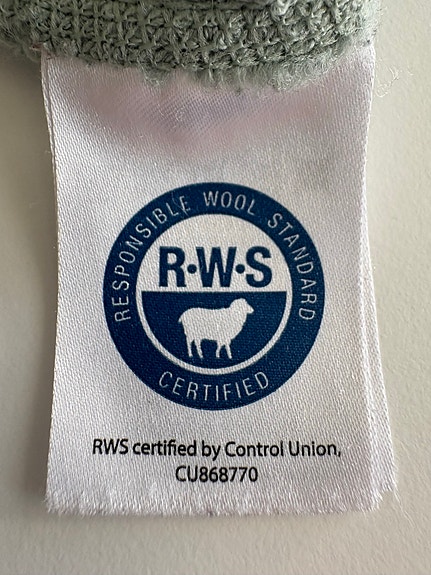 RESPONSIBLE WOOL STANDARD
R·W·S
CERTIFIED
RWS certified by Control Union,
CU868770